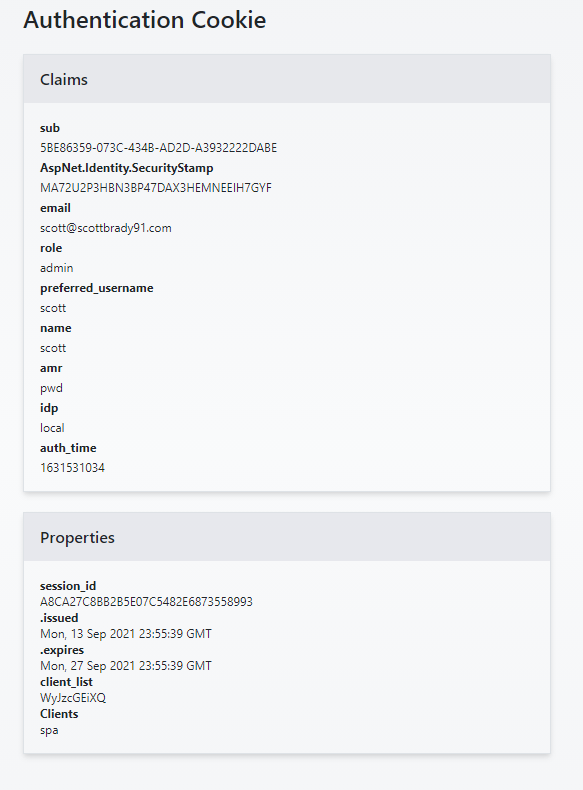 Authentication Cookie
Claims
sub
5BE86359-073C-434B-AD2D-A3932222DABE
AspNet.Identity.SecurityStamp
MA72U2P3HBN3BP47DAX3HEMNEEIH7GYF
email
scott@scottbrady91.com
role
admin
preferred_username
scott
name
scott
amr
pwd
idp
local
auth_time
1631531034
Properties
session_id
A8CA27C8BB2B5E07C5482E6873558993
.issued
Mon, 13 Sep 2021 23:55:39 GMT
.expires
Mon, 27 Sep 2021 23:55:39 GMT
client_list
WyJzcGEiXQ
Clients
spa